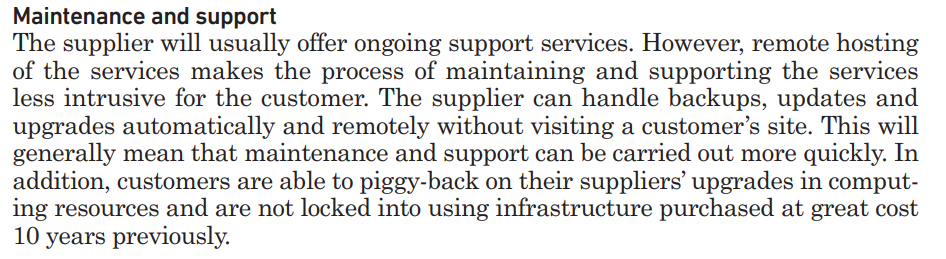 Maintenance and support
The supplier will usually offer ongoing support services. However, remote hosting
of the services makes the process of maintaining and supporting the services
less intrusive for the customer. The supplier can handle backups, updates and
upgrades automatically and remotely without visiting a customer’s site. This will
generally mean that maintenance and support can be carried out more quickly. In
addition, customers are able to piggy-back on their suppliers’ upgrades in comput-
ing resources and are not locked into using infrastructure purchased at great cost
10 years previously.